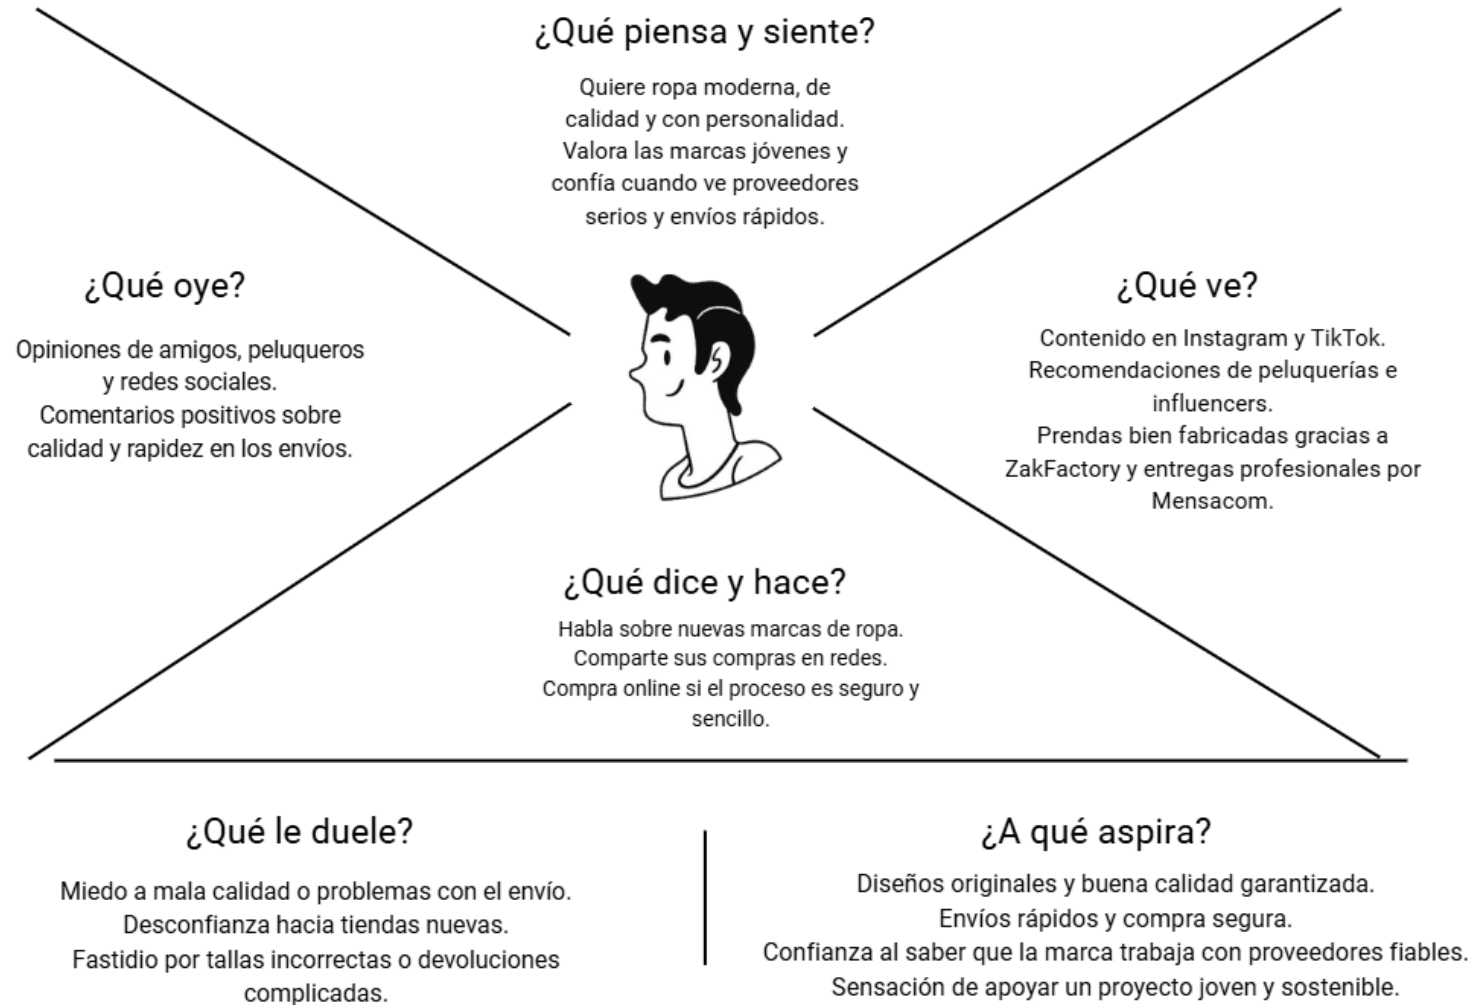 ¿Qué piensa y siente?
Quiere ropa moderna, de
calidad y con personalidad.
Valora las marcas jóvenes y
confía cuando ve proveedores
serios y envíos rápidos.
¿Qué oye?
Opiniones de amigos, peluqueros
y redes sociales.
Comentarios positivos sobre
calidad y rapidez en los envíos.
¿Qué ve?
Contenido en Instagram y TikTok.
Recomendaciones de peluquerías e
influencers.
Prendas bien fabricadas gracias a
ZakFactory y entregas profesionales por
Mensacom.
¿Qué dice y hace?
Habla sobre nuevas marcas de ropa.
Comparte sus compras en redes.
Compra online si el proceso es seguro y
sencillo.
¿Qué le duele?
Miedo a mala calidad o problemas con el envío.
Desconfianza hacia tiendas nuevas.
Fastidio por tallas incorrectas o devoluciones
complicadas.
¿A qué aspira?
Diseños originales y buena calidad garantizada.
Envíos rápidos y compra segura.
Confianza al saber que la marca trabaja con proveedores fiables.
Sensación de apoyar un proyecto joven y sostenible.